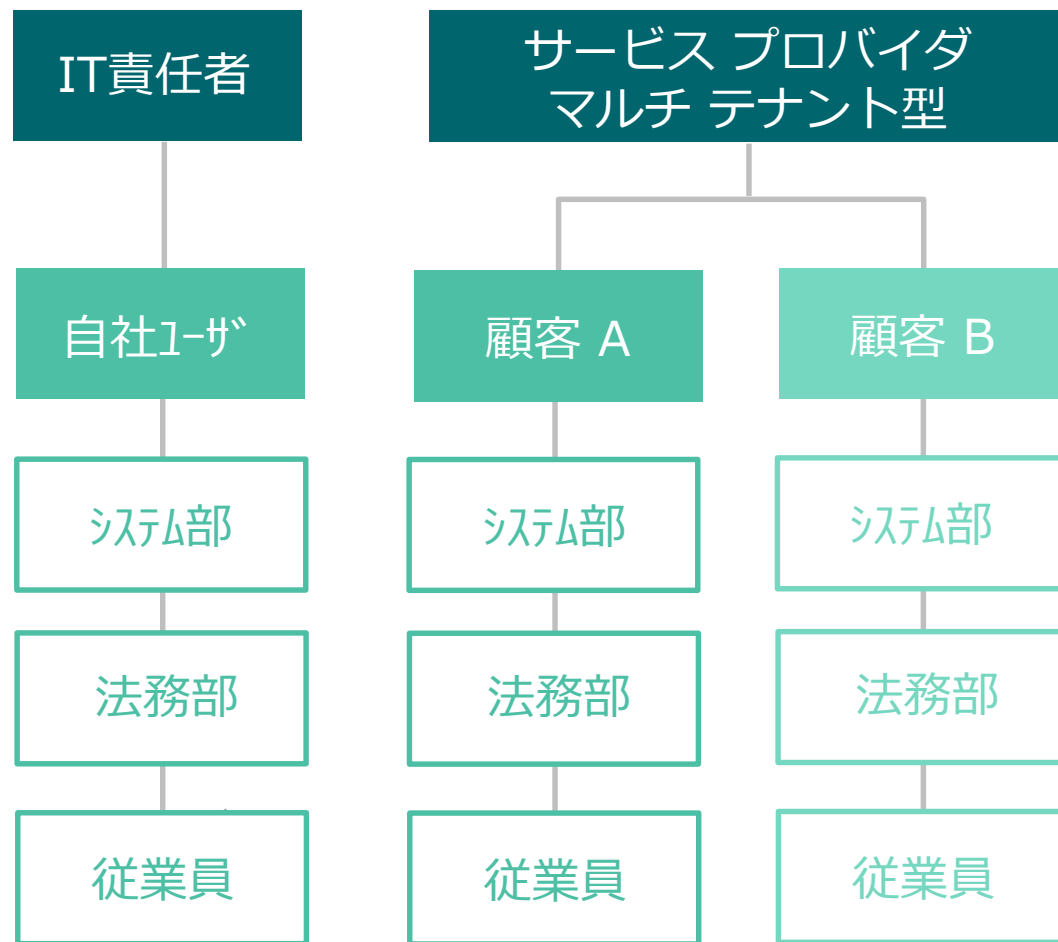 IT責任者
サービス プロバイダ
マルチ テナント型
自社ﾕｰｻﾞ
顧客 A
顧客 B
ｼｽﾃﾑ部
ｼｽﾃﾑ部
ｼｽﾃﾑ部
法務部
法務部
法務部
従業員
従業員
従業員